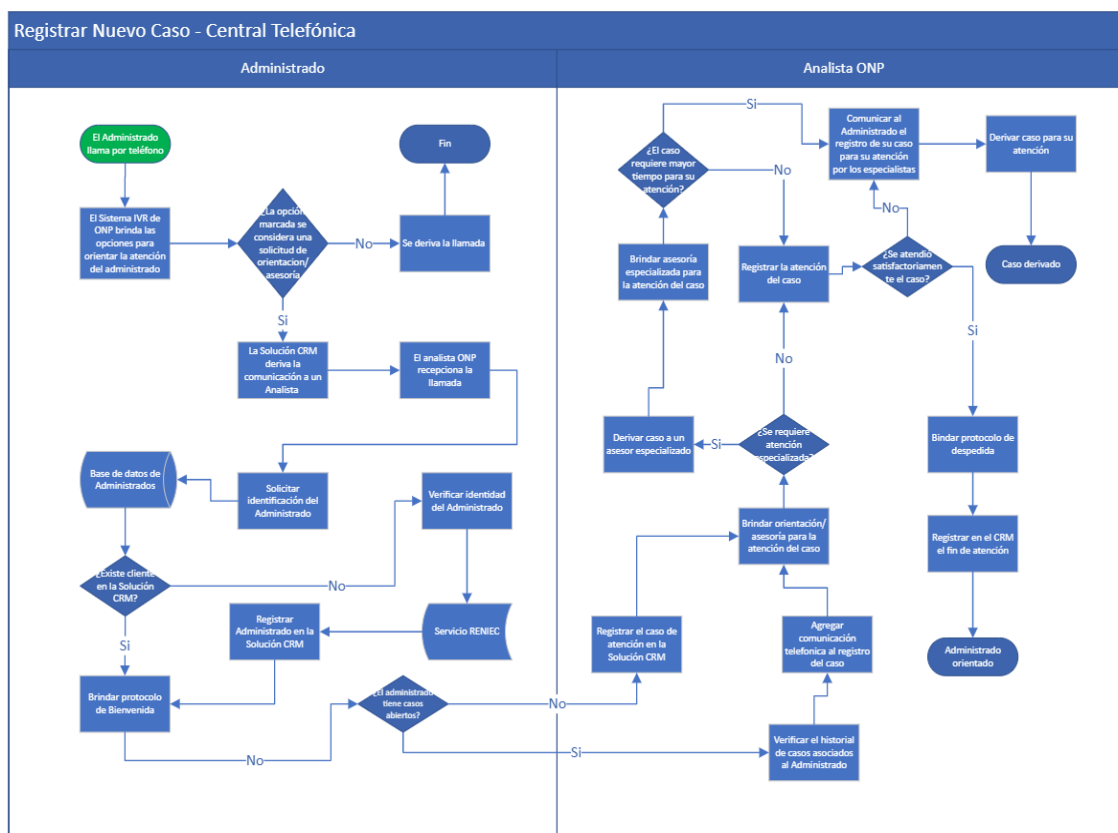 Registrar Nuevo Caso - Central Telefónica
Administrado
Analista ONP
El Administrado
llama por teléfono
El Sistema IVR de
ONP brinda las
opciones para
orientar la atención
del administrado
¿La opción
marcada se
considera una
solicitud de
orientacion/
asesoría
No
Se deriva la llamada
Fin
Si
La Solución CRM
deriva la
comunicación a un
Analista
El analista ONP
recepciona la
llamada
Solicitar
identificación del
Administrado
Base de datos de
Administrados
¿Existe cliente
en la Solución
CRM?
No
Verificar identidad
del Administrado
Servicio RENIEC
Registrar
Administrado en la
Solución CRM
Si
Brindar protocolo
de Bienvenida
No
¿El administrado
tiene casos
abiertos?
No
Si
Registrar el caso de
atención en la
Solución CRM
Verificar el historial
de casos asociados
al Administrado
Agregar
comunicación
telefonica al registro
del caso
Brindar orientación/
asesoría para la
atención del caso
¿Se requiere
atención
especializada?
Si
Derivar caso a un
asesor especializado
Brindar asesoría
especializada para
la atención del caso
¿El caso
requiere mayor
tiempo para su
atención?
Si
No
No
Registrar la atención
del caso
¿Se atendio
satisfactoriamen
te el caso?
No
Comunicar al
Administrado el
registro de su caso
para su atención
por los especialistas
Derivar caso para su
atención
Caso derivado
Si
Bindar protocolo de
despedida
Registrar en el CRM
el fin de atención
Administrado
orientado